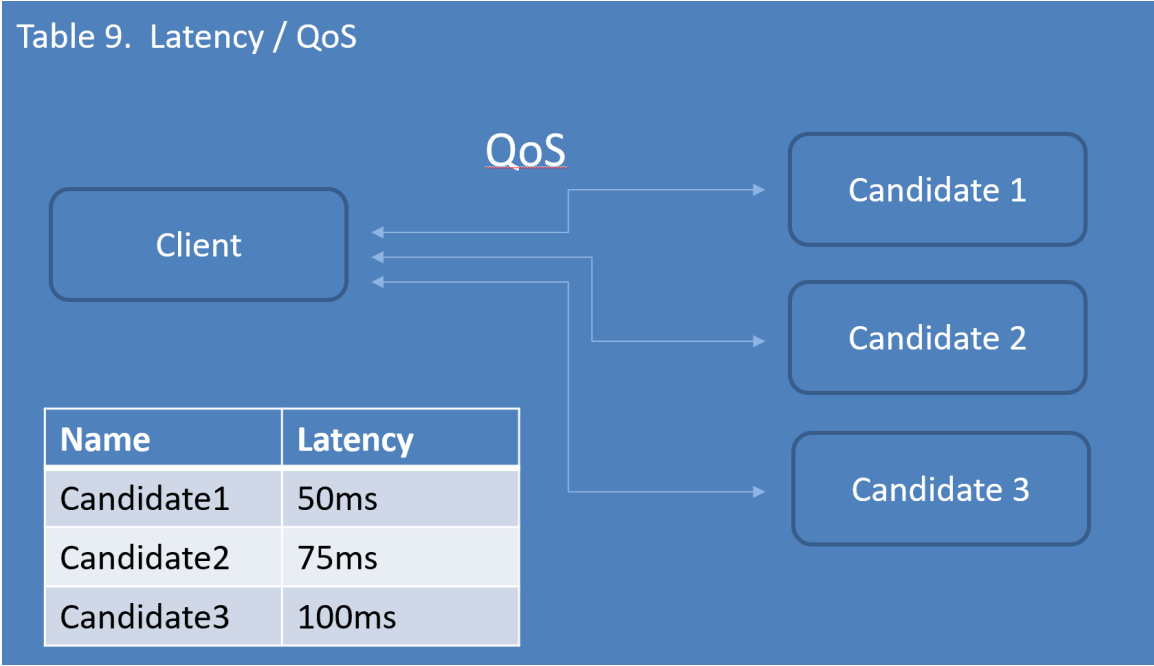 Table 9.  Latency / QoS
QoS
Client
Candidate 1
Candidate 2
Candidate 3
Name Latency
Candidate1 50ms
Candidate2 75ms
Candidate3 100ms